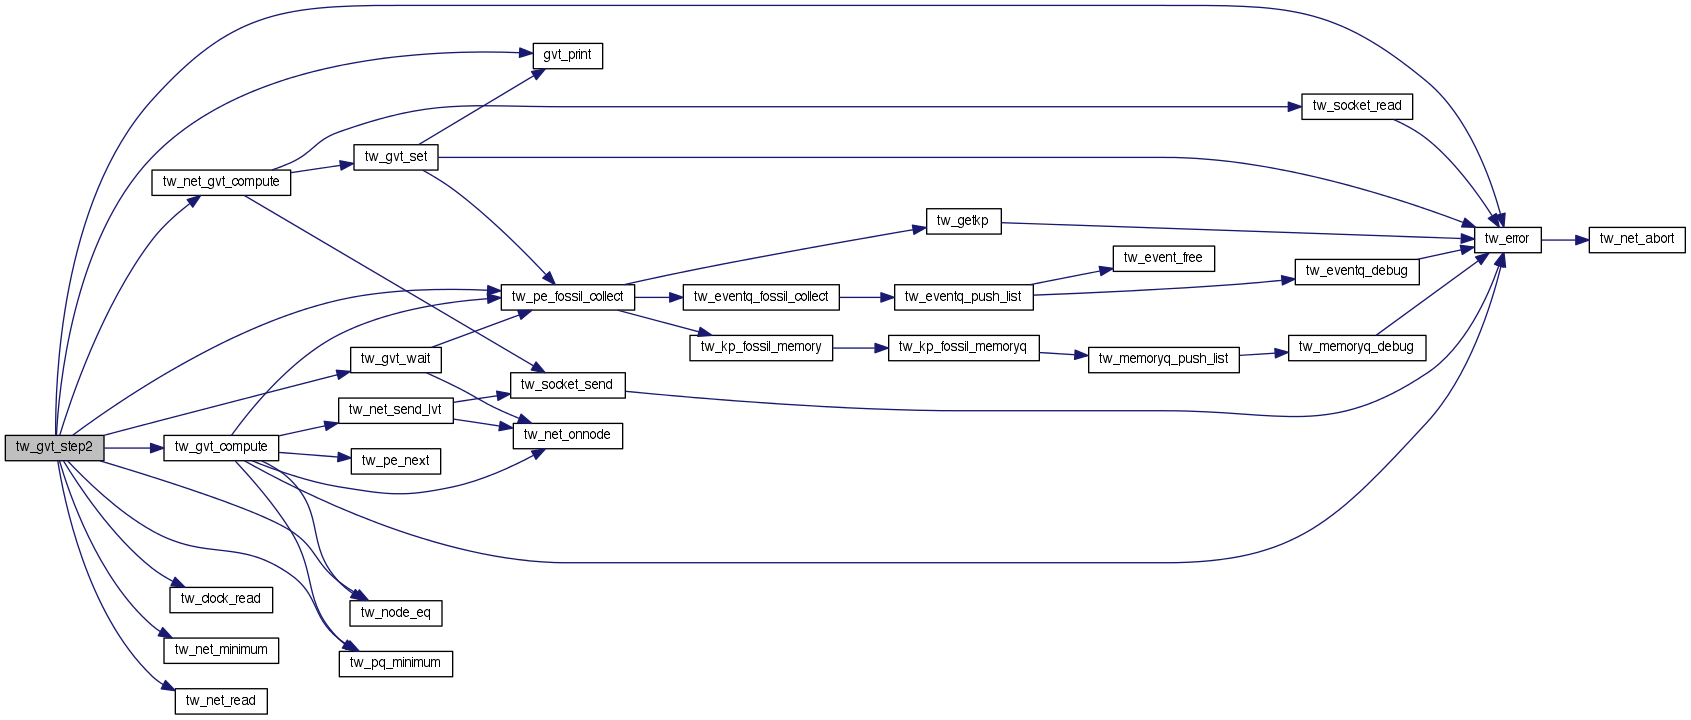 gvt_print
tw_socket_read
tw_gvt_set
tw_net_gvt_compute
tw_getkp
tw_error
tw_net_abort
tw_event_free
tw_eventq_debug
tw_pe_fossil_collect
tw_eventq_fossil_collect
tw_eventq_push_list
tw_kp_fossil_memory
tw_kp_fossil_memoryq
tw_memoryq_debug
tw_gvt_wait
tw_memoryq_push_list
tw_socket_send
tw_net_send_lvt
tw_net_onnode
tw_gvt_step2
tw_gvt_compute
tw_pe_next
tw_clock_read
tw_node_eq
tw_net_minimum
tw_pq_minimum
tw_net_read